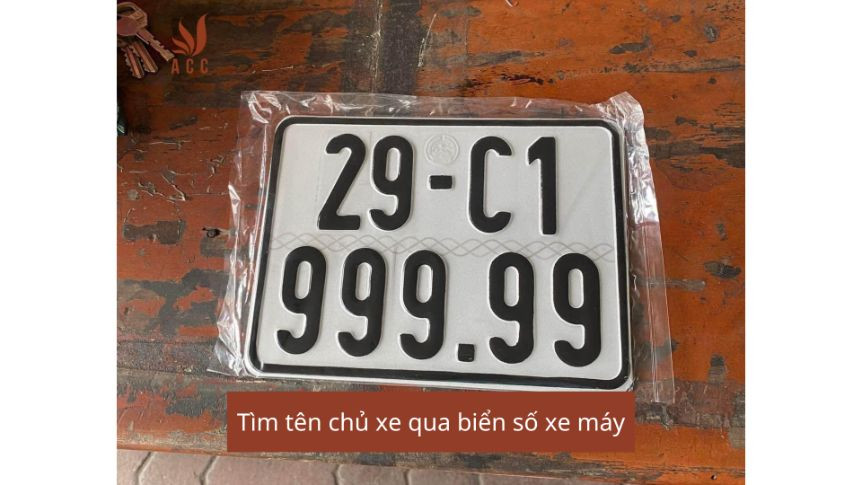 ACC
29-C1
999.99
Tìm tên chủ xe qua biển số xe máy